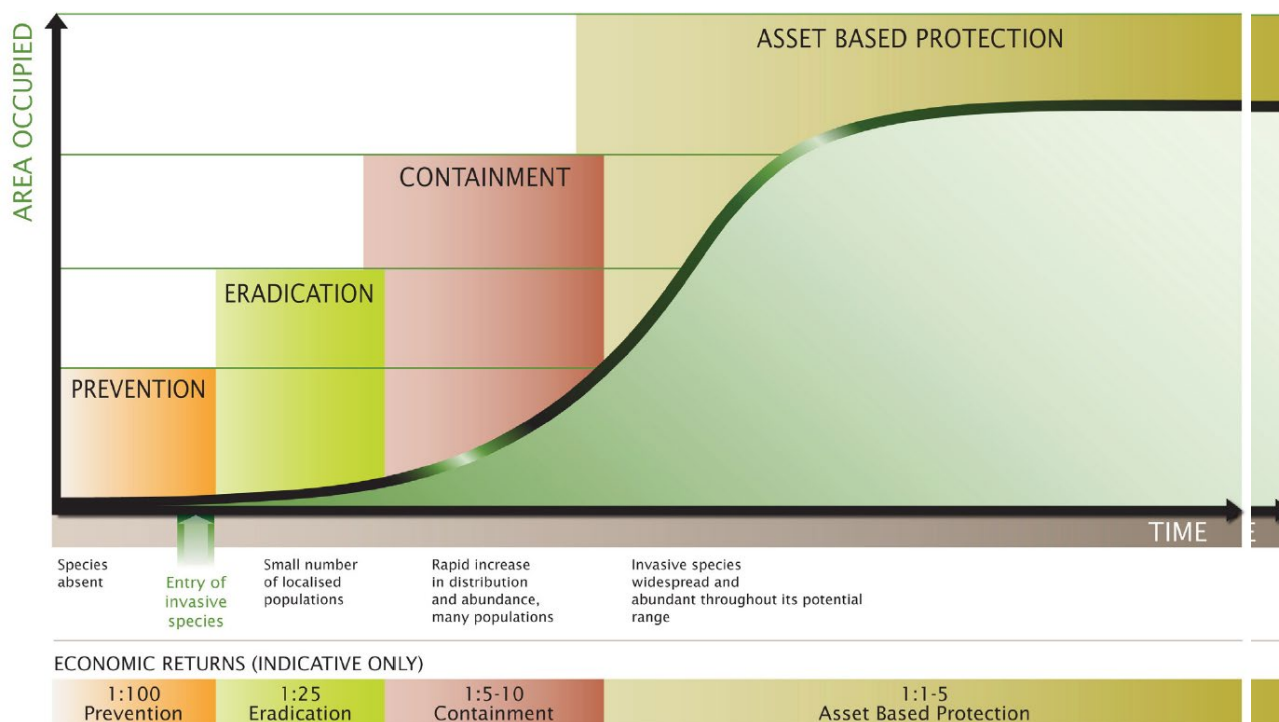 AREA OCCUPIED
ASSET BASED PROTECTION
CONTAINMENT
ERADICATION
PREVENTION
TIME
E
Species
absent
Entry of
invasive
species
Small number
of localised
populations
Rapid increase
in distribution
and abundance,
many populations
Invasive species
widespread and
abundant throughout its potential
range
ECONOMIC RETURNS (INDICATIVE ONLY)
1:100
Prevention
1:25
Eradication
1:5-10
Containment
1:1-5
Asset Based Protection